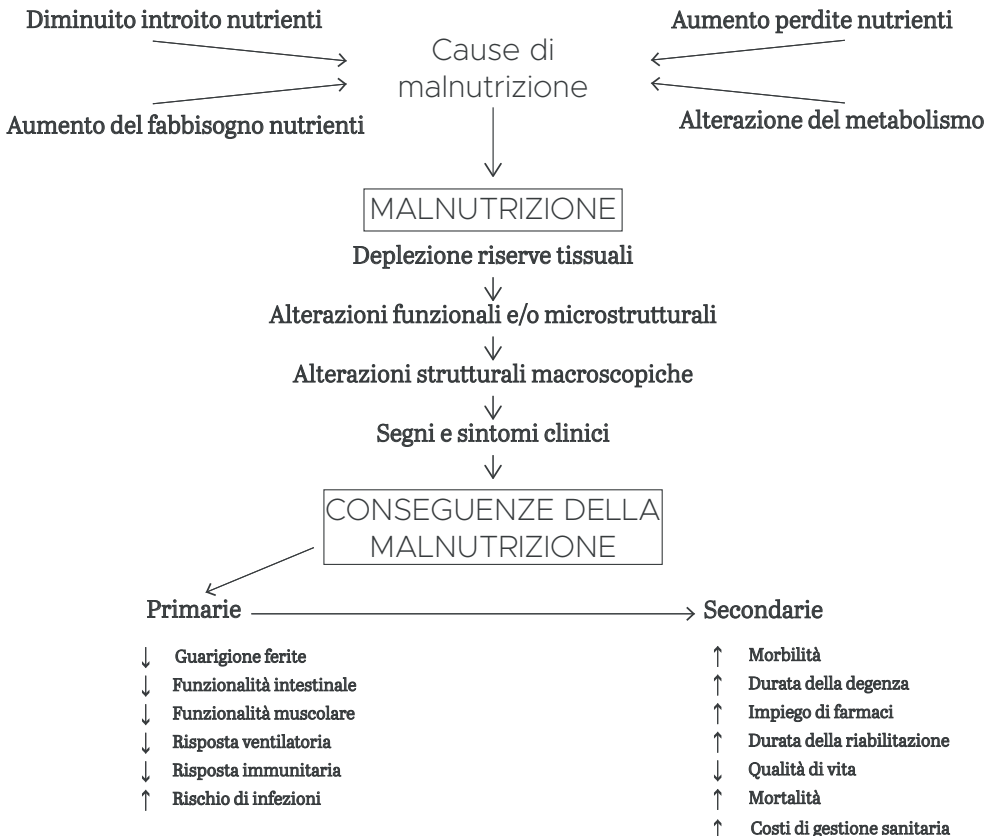 Diminuito introito nutrienti
Aumento perdite nutrienti
Cause di
malnutrizione
Aumento del fabbisogno nutrienti
Alterazione del metabolismo
MALNUTRIZIONE
Deplezione riserve tissuali
Alterazioni funzionali e/o microstrutturali
Alterazioni strutturali macroscopiche
Segni e sintomi clinici
CONSEGUENZE DELLA
MALNUTRIZIONE
Primarie
Secondarie
↓ Guarigione ferite
↓ Funzionalità intestinale
↓ Funzionalità muscolare
↓ Risposta ventilatoria
↓ Risposta immunitaria
↑ Rischio di infezioni
↑ Morbilità
↑ Durata della degenza
↑ Impiego di farmaci
↑ Durata della riabilitazione
↓ Qualità di vita
↑ Mortalità
↑ Costi di gestione sanitaria